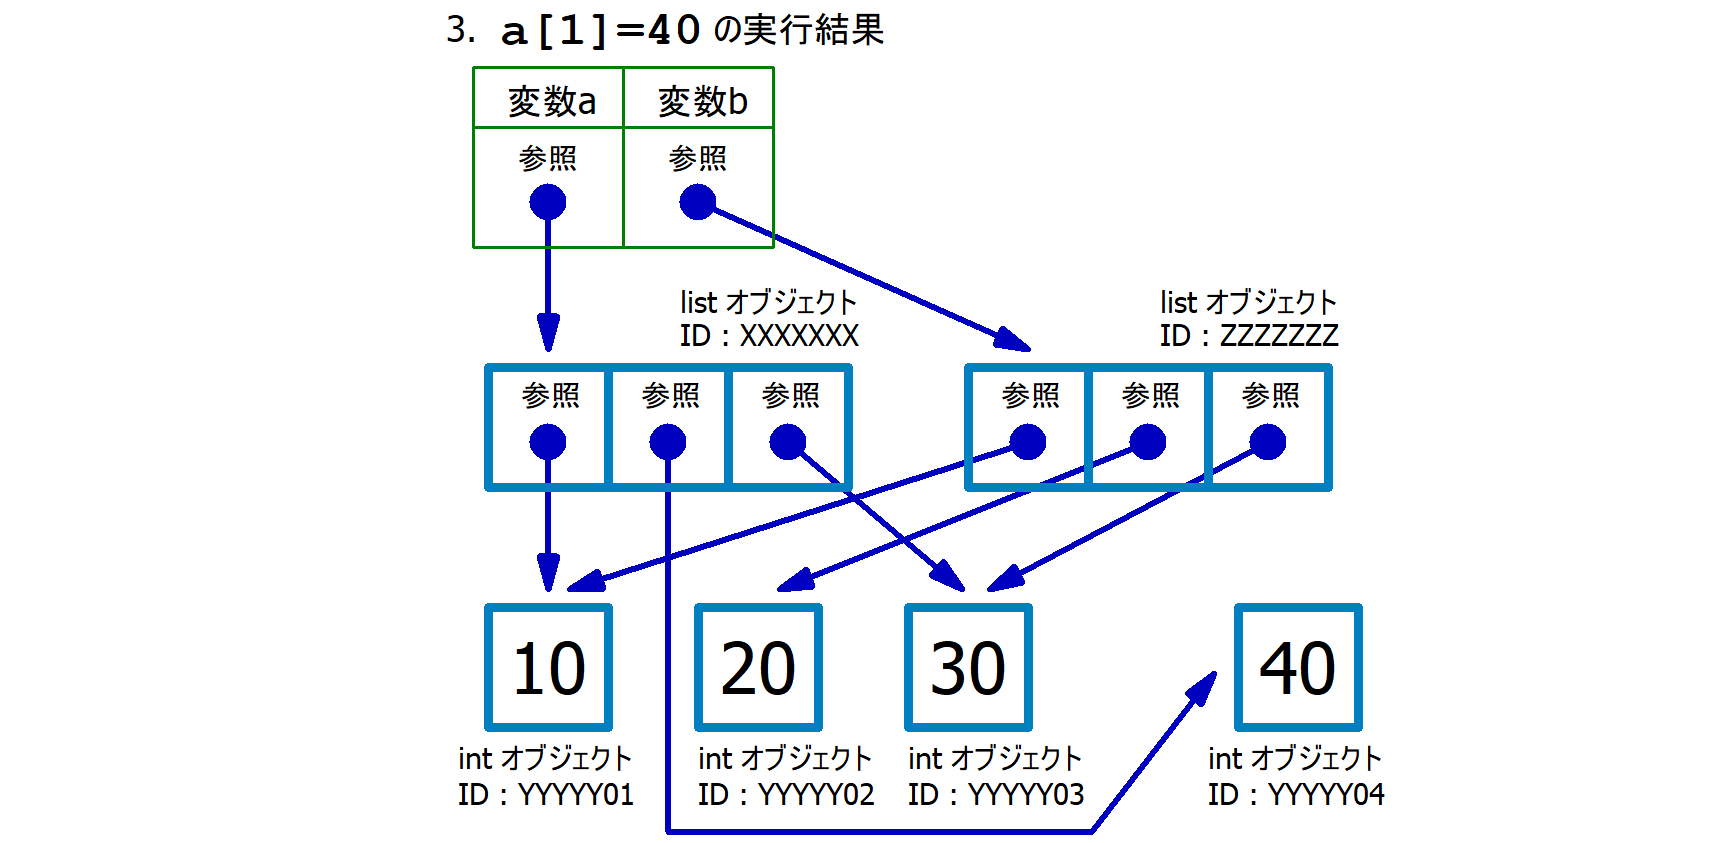 3. a[1]=40 の実行結果
変数a 変数b
参照 参照
list オブジェクト
ID：XXXXXXX
list オブジェクト
ID：ZZZZZZZ
参照 参照 参照
参照 参照 参照
10 20 30 40
int オブジェクト
ID：YYYYY01
int オブジェクト
ID：YYYYY02
int オブジェクト
ID：YYYYY03
int オブジェクト
ID：YYYYY04